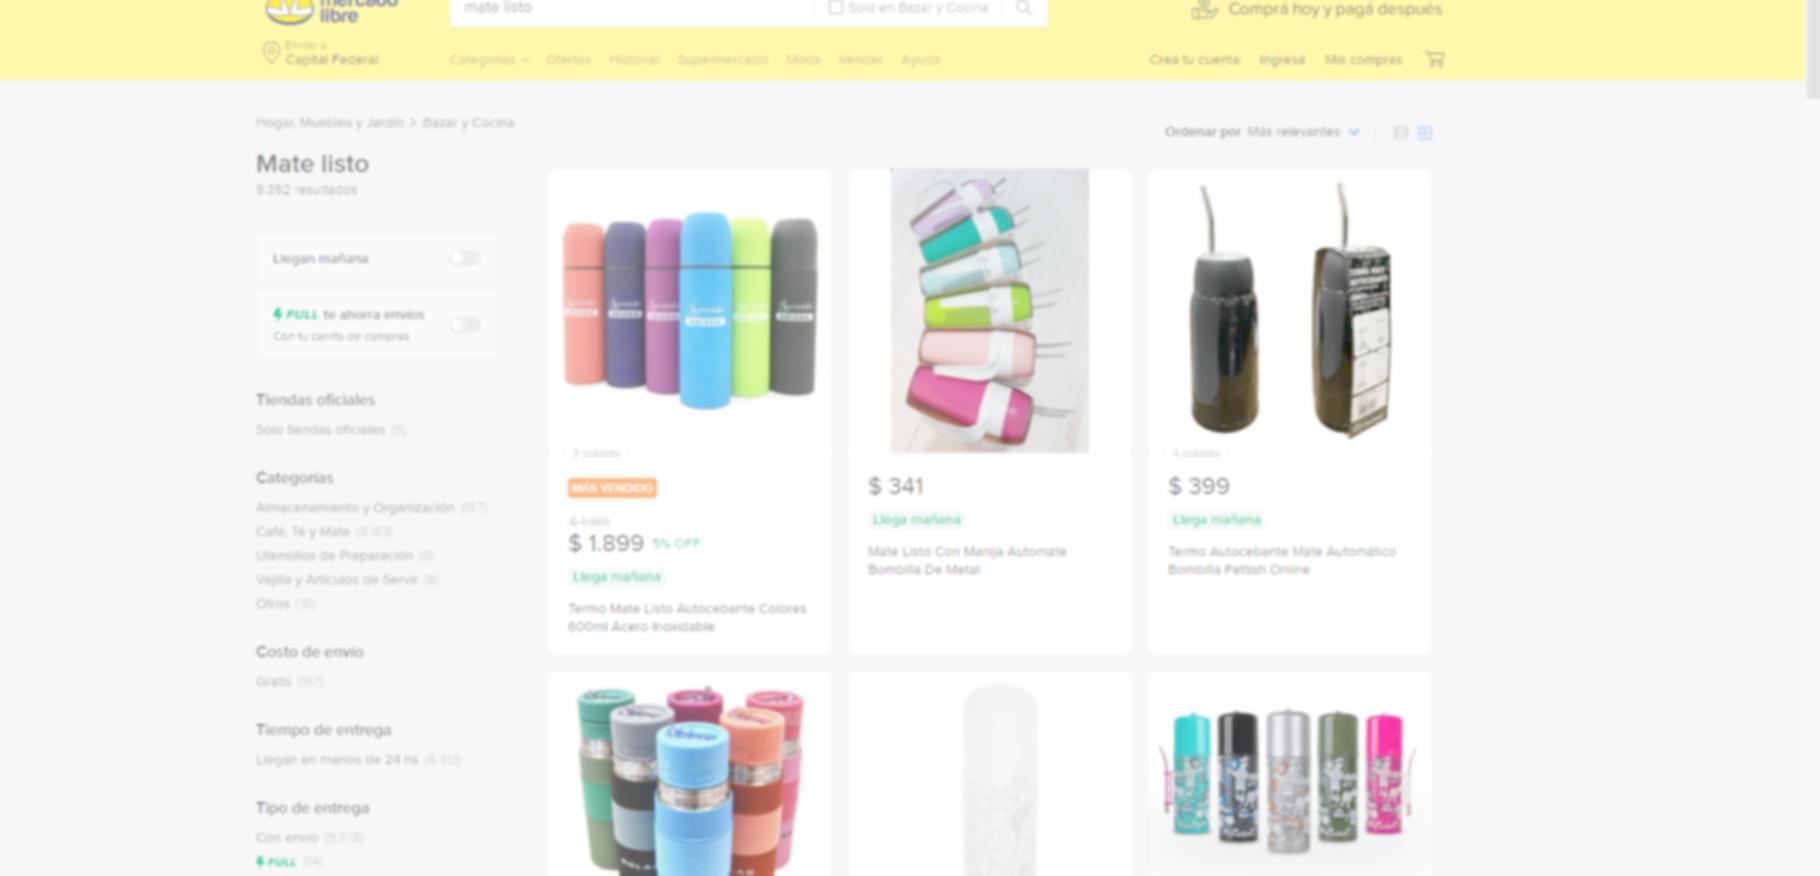 mercado
libre
mate listo
Solo en Bazar y Cocina
Comprá hoy y pagá después
Enviar a
Capital Federal
Categorías
Ofertas
Historial
Supermercado
Moda
Vender
Ayuda
Creá tu cuenta
Ingresá
Mis compras
Hogar, Muebles y Jardín > Bazar y Cocina
Ordenar por Más relevantes
Mate listo
9.392 resultados
Llegan mañana
FULL te ahorra envíos
Con tu carrito de compras
Tiendas oficiales
Solo tiendas oficiales (9)
Categorías
Almacenamiento y Organización (197)
Café, Té y Mate (9.163)
Utensilios de Preparación (8)
Vajilla y Artículos de Servir (8)
Otros (16)
Costo de envío
Gratis (167)
Tiempo de entrega
Llegan en menos de 24 hs (8.313)
Tipo de entrega
Con envío (9.378)
FULL (14)
3 colores
MÁS VENDIDO
$ 1.999
$ 1.899 5% OFF
Llega mañana
Termo Mate Listo Autocebante Colores
600ml Acero Inoxidable
$ 341
Llega mañana
Mate Listo Con Manija Automate
Bombilla De Metal
4 colores
$ 399
Llega mañana
Termo Autocebante Mate Automático
Bombilla Pettish Online